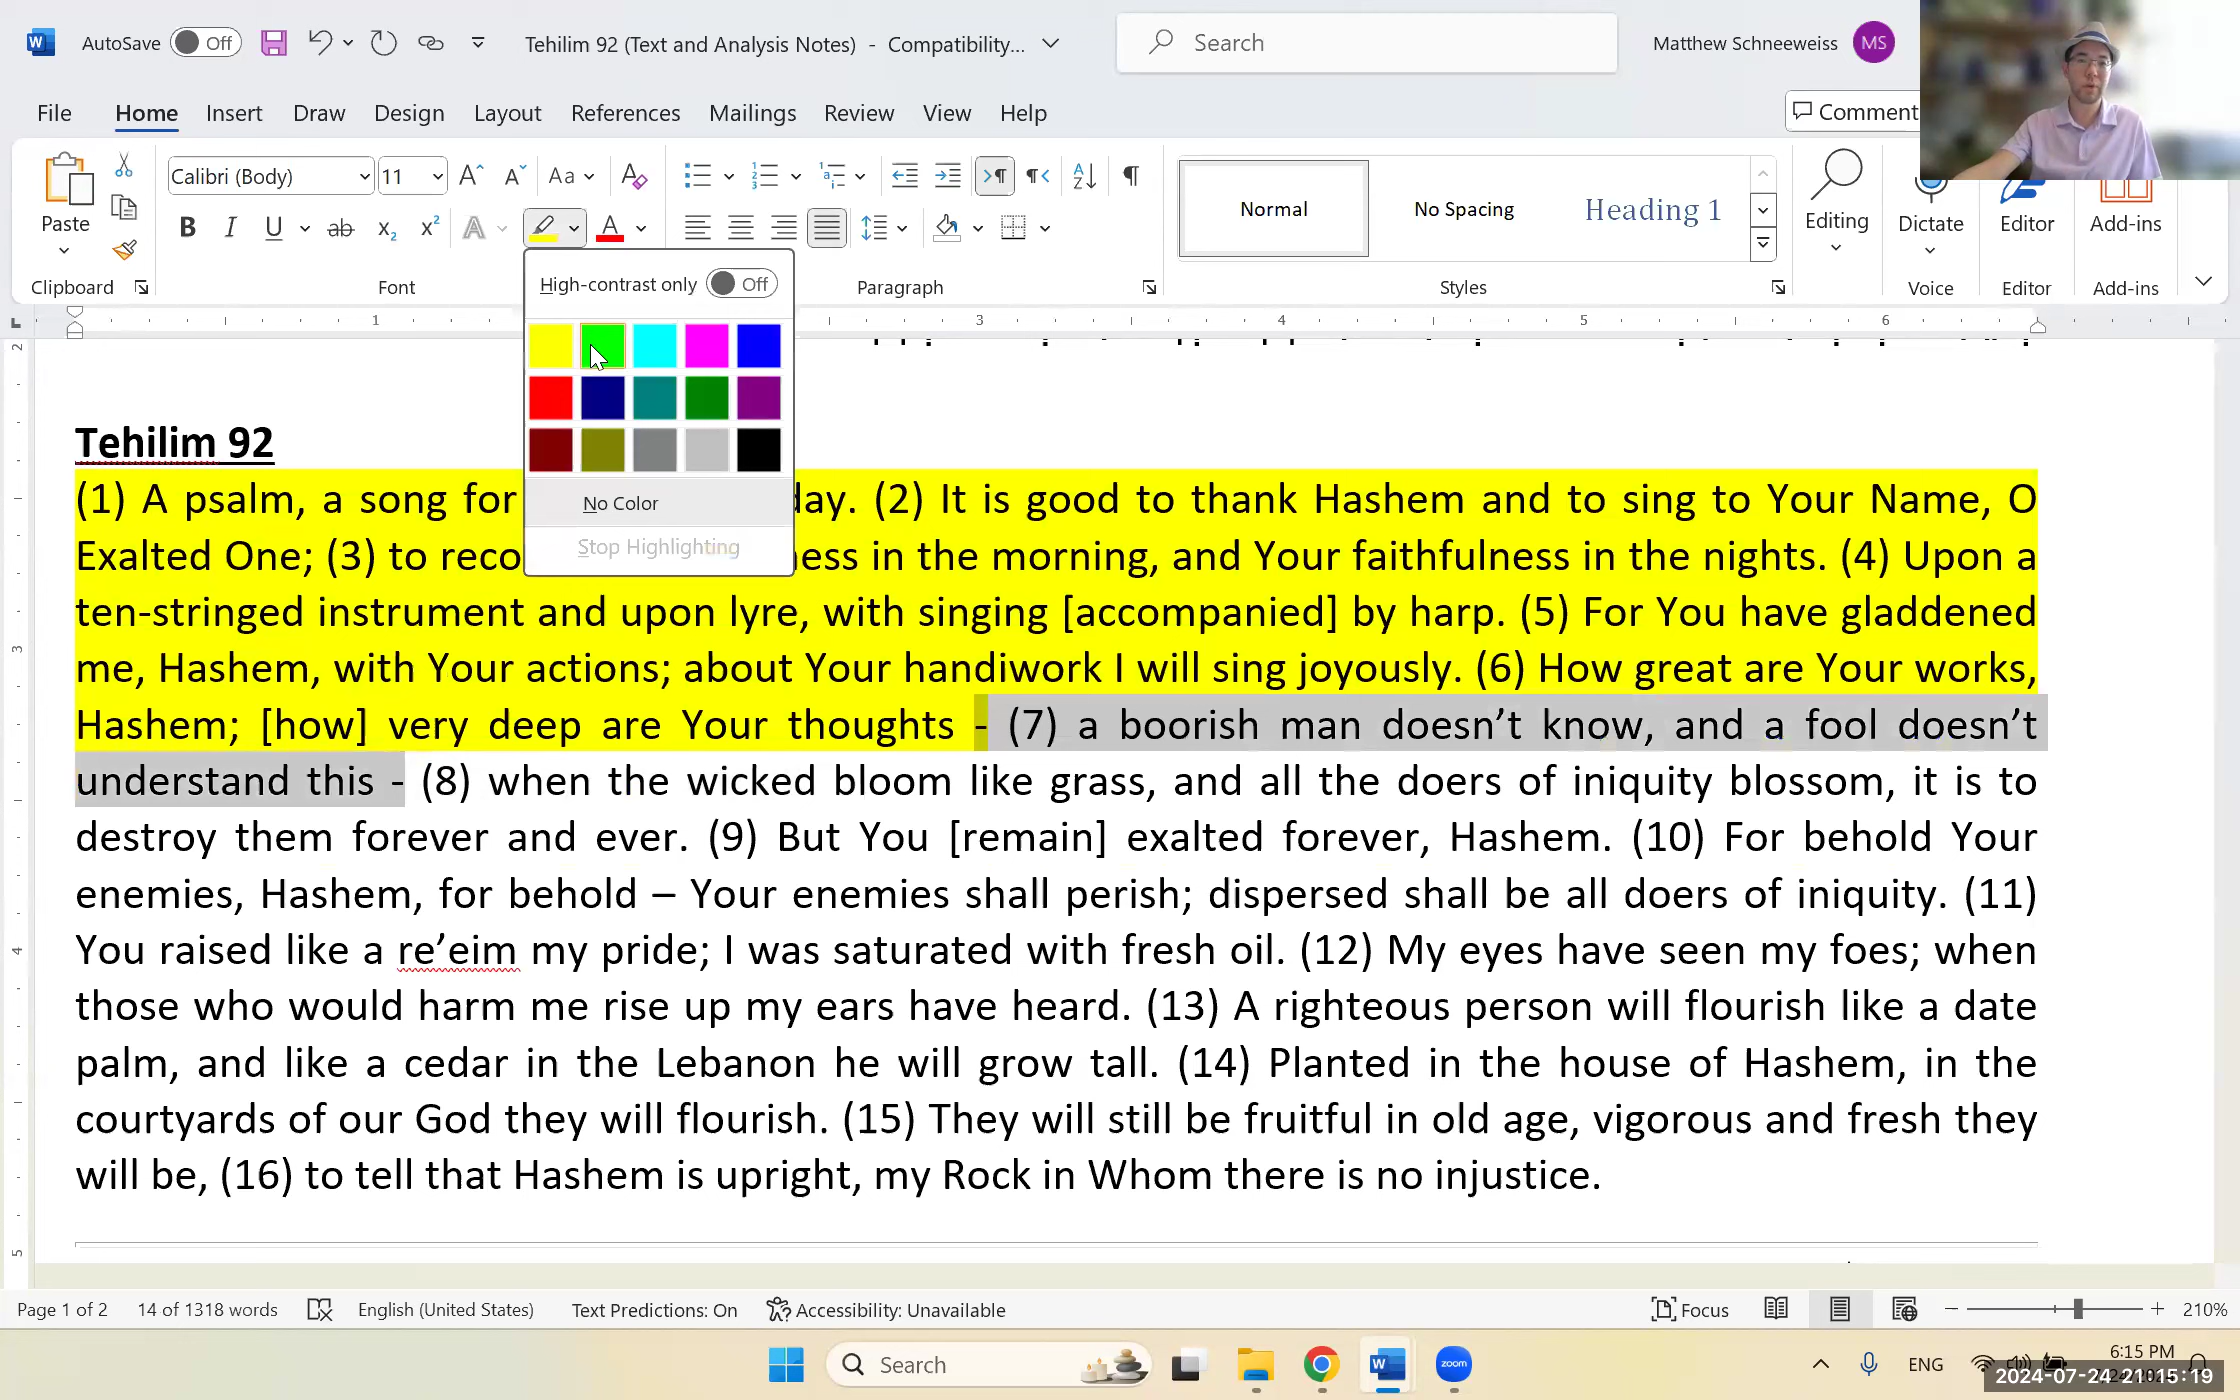 AutoSave Off Tehilim 92 (Text and Analysis Notes) - Compatibility... Search Matthew Schneeweiss MS
File Home Insert Draw Design Layout References Mailings Review View Help Comment
Calibri (Body) 11 Aa
Paste
B I U ab x₂ x² A A
Normal No Spacing Heading 1
Editing Dictate Editor Add-ins
Clipboard Font Paragraph Styles Voice Editor Add-ins
High-contrast only Off
No Color
Stop Highlighting
1 3 4 5 6
2
Tehilim 92
(1) A psalm, a song for day. (2) It is good to thank Hashem and to sing to Your Name, O
Exalted One; (3) to reco ness in the morning, and Your faithfulness in the nights. (4) Upon a
ten-stringed instrument and upon lyre, with singing [accompanied] by harp. (5) For You have gladdened
3
me, Hashem, with Your actions; about Your handiwork I will sing joyously. (6) How great are Your works,
Hashem; [how] very deep are Your thoughts - (7) a boorish man doesn’t know, and a fool doesn’t
understand this - (8) when the wicked bloom like grass, and all the doers of iniquity blossom, it is to
destroy them forever and ever. (9) But You [remain] exalted forever, Hashem. (10) For behold Your
enemies, Hashem, for behold – Your enemies shall perish; dispersed shall be all doers of iniquity. (11)
4
You raised like a re’eim my pride; I was saturated with fresh oil. (12) My eyes have seen my foes; when
those who would harm me rise up my ears have heard. (13) A righteous person will flourish like a date
palm, and like a cedar in the Lebanon he will grow tall. (14) Planted in the house of Hashem, in the
courtyards of our God they will flourish. (15) They will still be fruitful in old age, vigorous and fresh they
will be, (16) to tell that Hashem is upright, my Rock in Whom there is no injustice.
5
Page 1 of 2 14 of 1318 words English (United States) Text Predictions: On Accessibility: Unavailable Focus 210%
Search zoom ENG 6:15 PM
2024-07-24 21:15:19